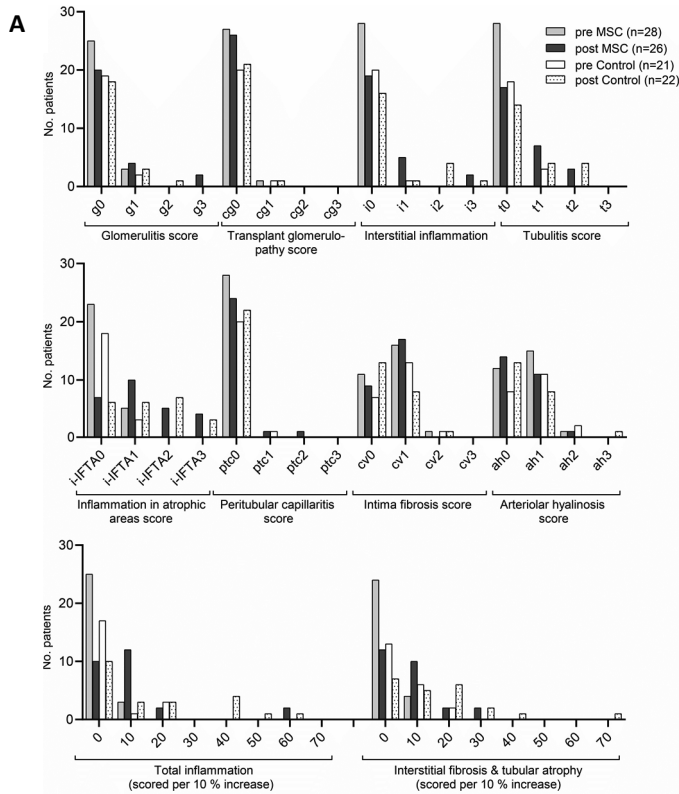 A
pre MSC (n=28)
post MSC (n=26)
pre Control (n=21)
post Control (n=22)
No. patients
30
20
10
0
g0 g1 g2 g3 cg0 cg1 cg2 cg3 i0 i1 i2 i3 t0 t1 t2 t3
Glomerulitis score
Transplant glomerulo-
pathy score
Interstitial inflammation
Tubulitis score
No. patients
30
20
10
0
i-IFTA0 i-IFTA1 i-IFTA2 i-IFTA3 ptc0 ptc1 ptc2 ptc3 cv0 cv1 cv2 cv3 ah0 ah1 ah2 ah3
Inflammation in atrophic
areas score
Peritubular capillaritis
score
Intima fibrosis score
Arteriolar hyalinosis
score
No. patients
30
20
10
0
0 10 20 30 40 50 60 70 0 10 20 30 40 50 60 70
Total inflammation
(scored per 10 % increase)
Interstitial fibrosis & tubular atrophy
(scored per 10 % increase)